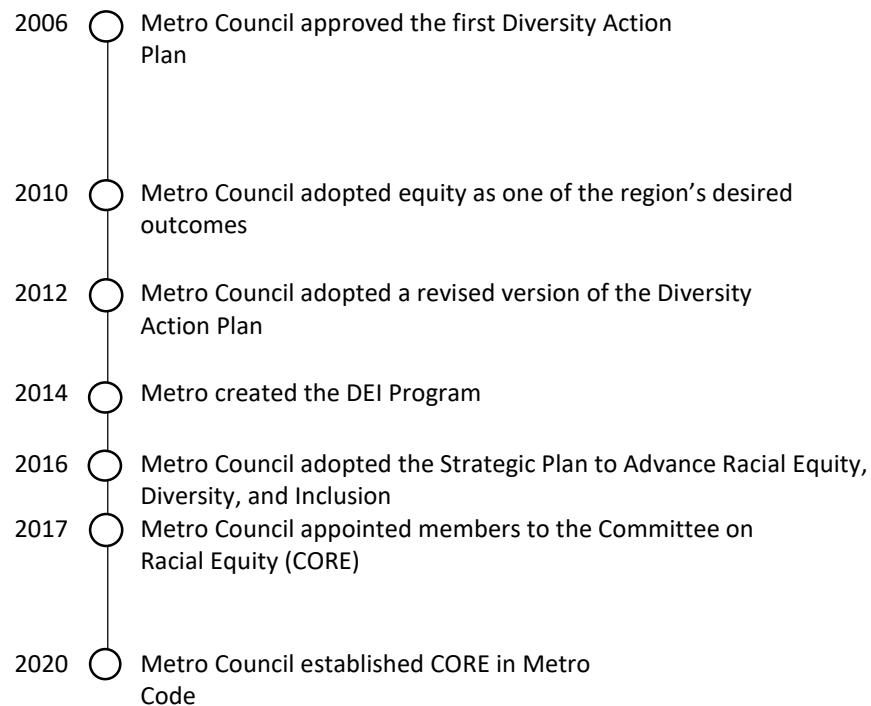 2006 Metro Council approved the first Diversity Action
Plan
2010 Metro Council adopted equity as one of the region’s desired
outcomes
2012 Metro Council adopted a revised version of the Diversity
Action Plan
2014 Metro created the DEI Program
2016 Metro Council adopted the Strategic Plan to Advance Racial Equity,
Diversity, and Inclusion
2017 Metro Council appointed members to the Committee on
Racial Equity (CORE)
2020 Metro Council established CORE in Metro
Code